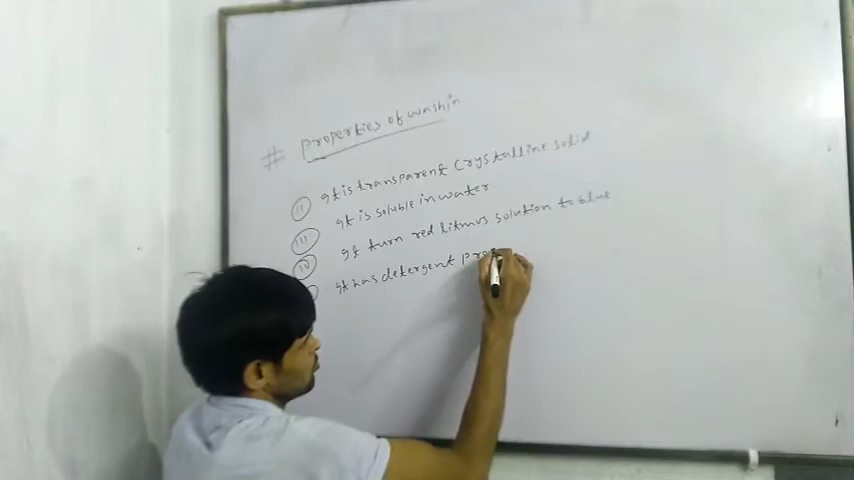 # Properties of washin
(ii) It is transparent crystalline solid
(iii) It is soluble in water
(iv) It turn red litmus solution to blue
It has detergent pro